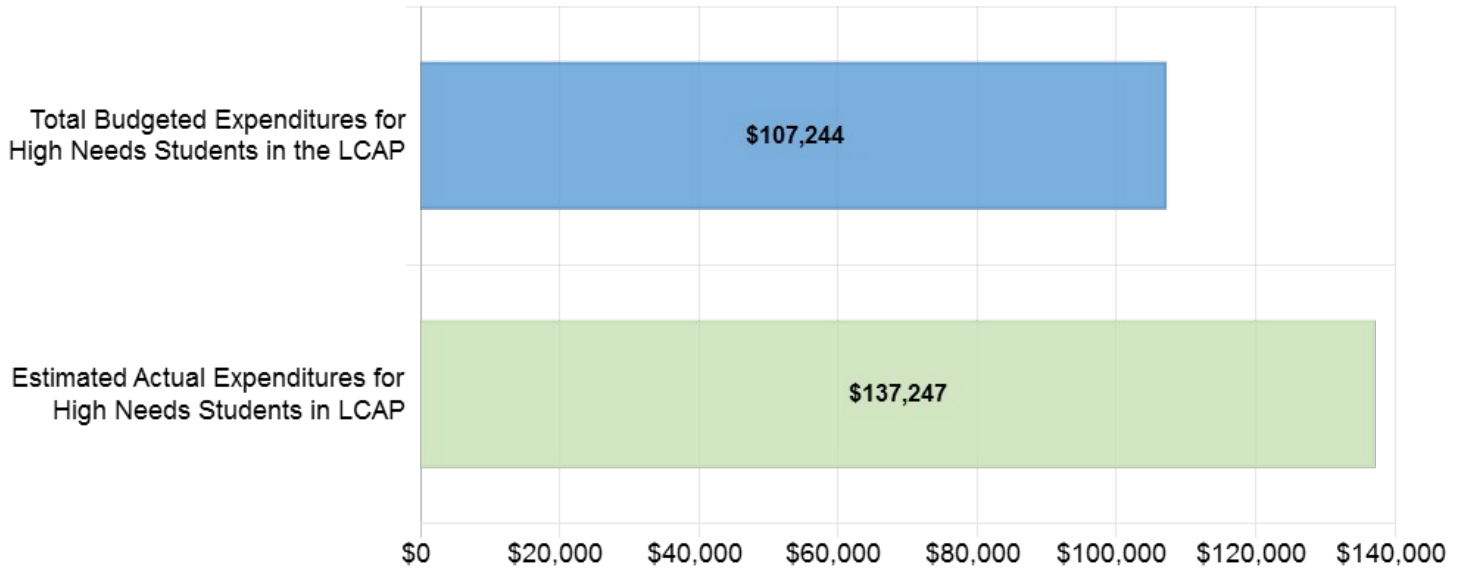 Total Budgeted Expenditures for
High Needs Students in the LCAP
$107,244
Estimated Actual Expenditures for
High Needs Students in LCAP
$137,247
$0 $20,000 $40,000 $60,000 $80,000 $100,000 $120,000 $140,000